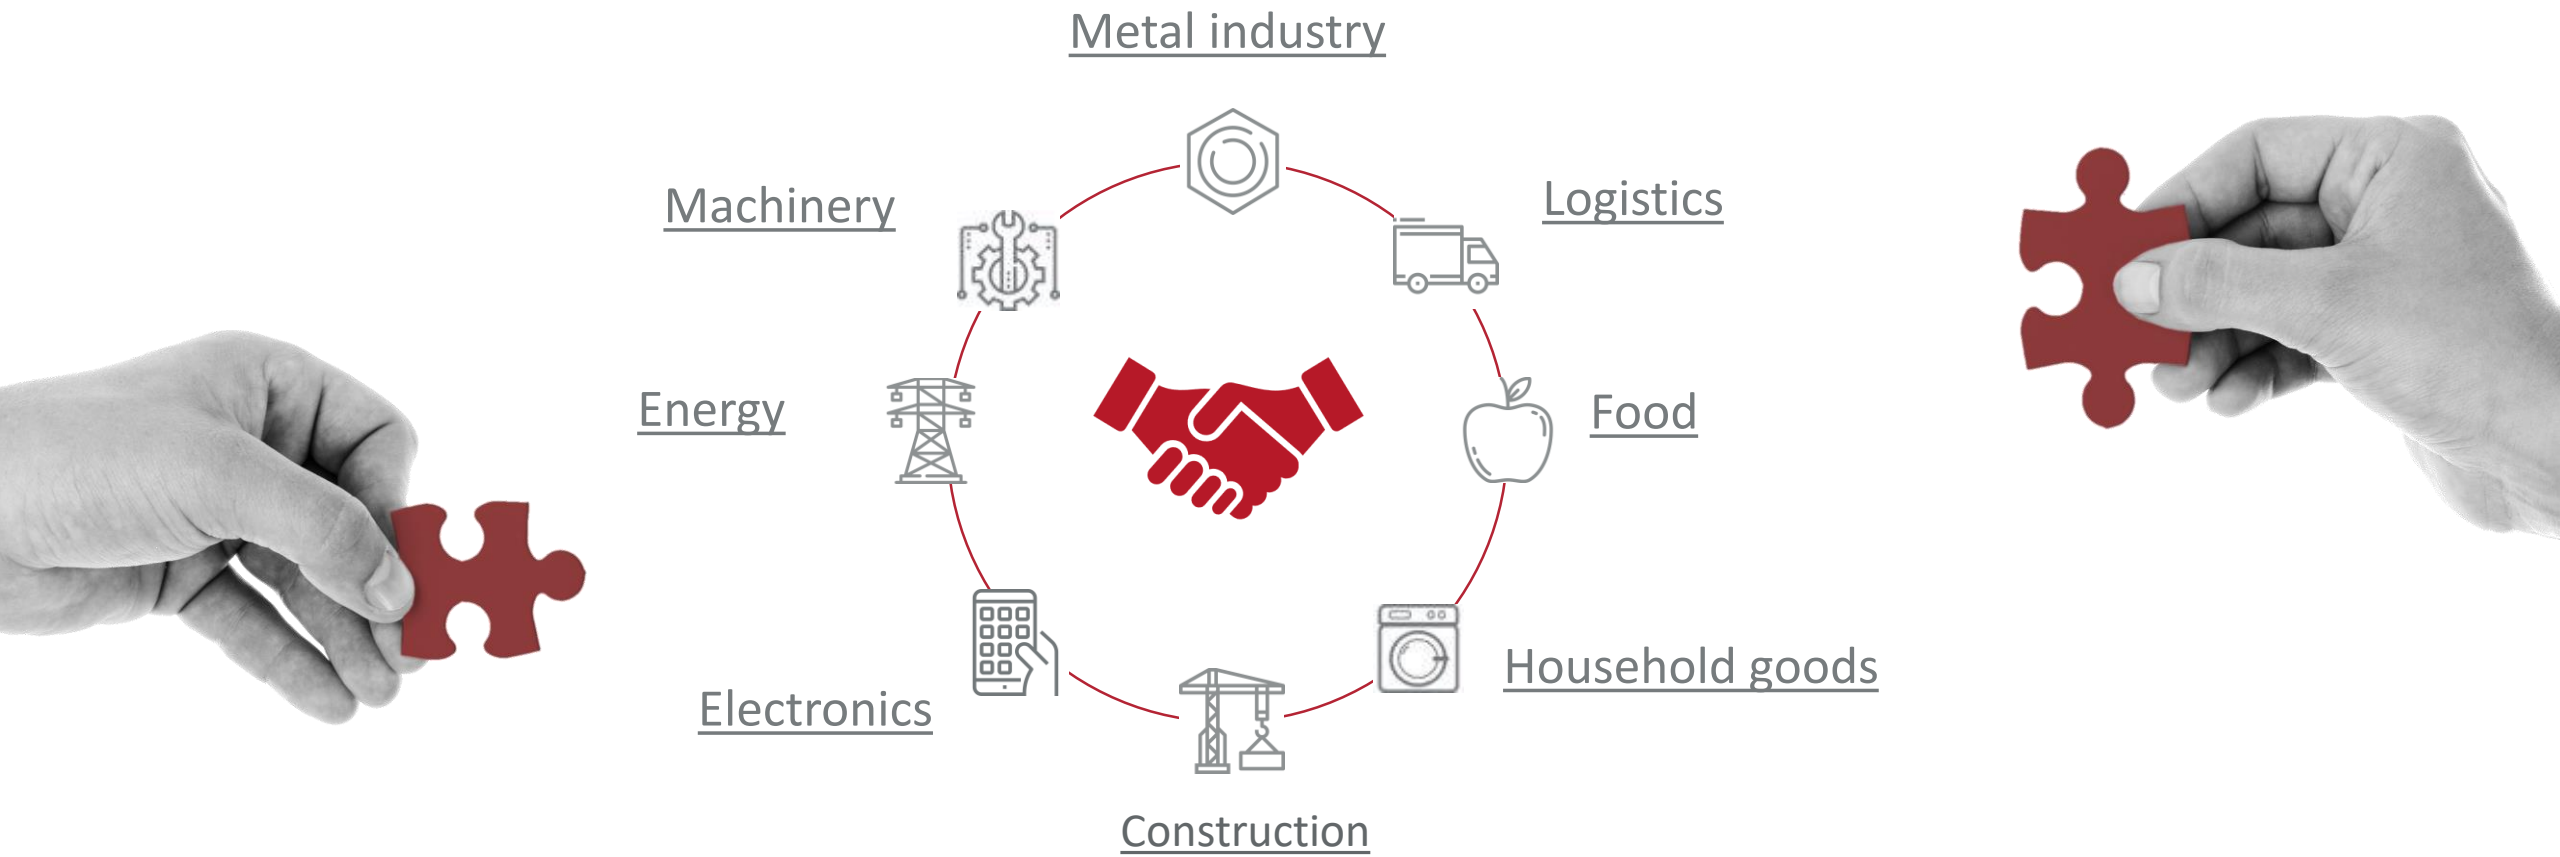 Metal industry
Machinery
Logistics
Energy
Food
Household goods
Electronics
Construction